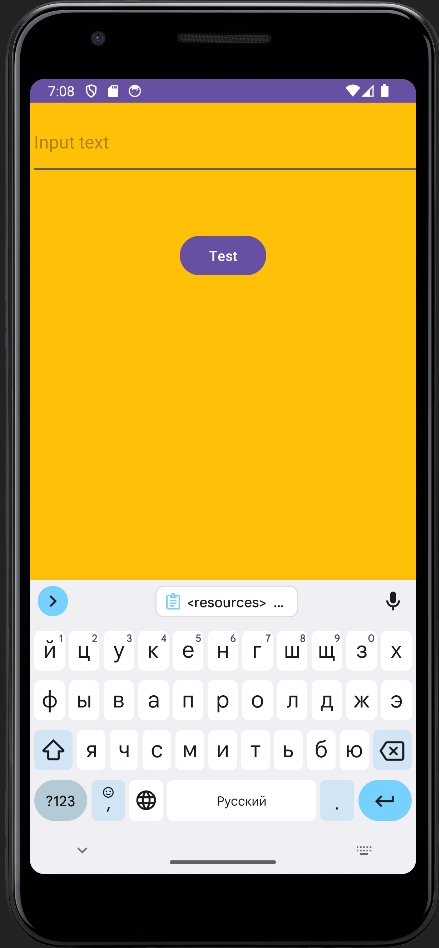 7:08
Input text
Test
<resources> ...
й1 ц2 у3 к4 е5 н6 г7 ш8 щ9 з0 х
ф ы в а п р о л д ж э
я ч с м и т ь б ю
?123 , Русский .